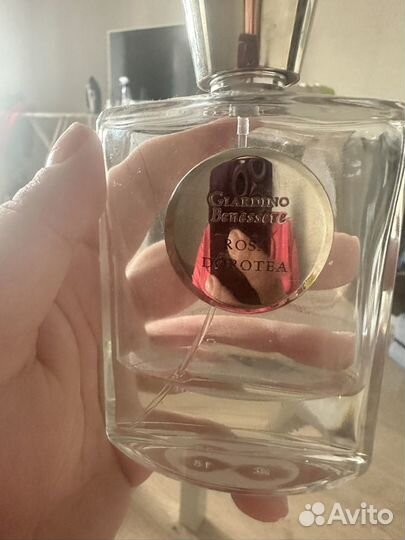 GIARDINO
BENESSERE
ROSA
DOROTEA
Avito